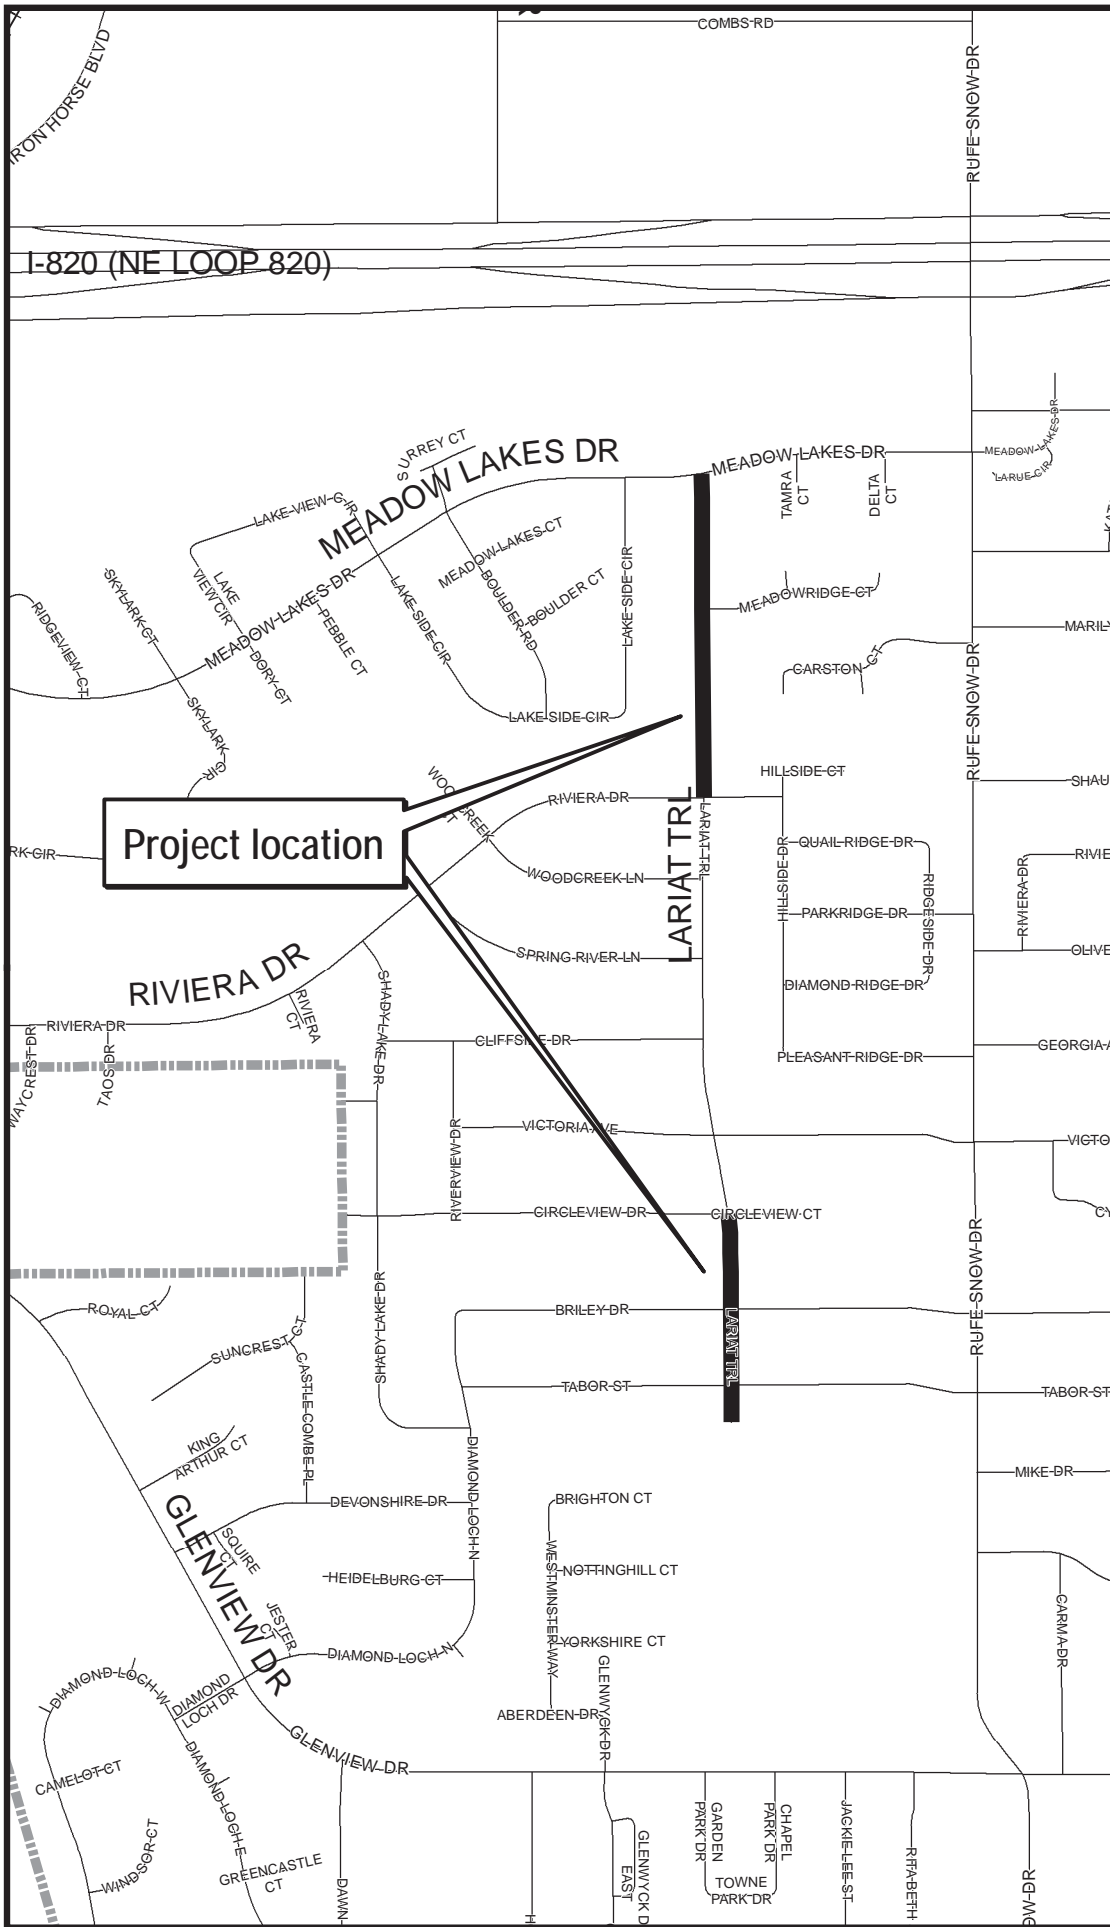 COMBS RD
IRON HORSE BLVD
RUFE SNOW DR
I-820 (NE LOOP 820)
SURREY CT
MEADOW LAKES DR
MEADOW LAKES DR
MEADOW LAKES DR
LARUE CIR
TAMRA
CT
DELTA
CT
LAKE VIEW CIR
MEADOW LAKES DR
MEADOW LAKES CT
LAKE
VIEW CIR
SKYLARK CT
RIDGEVIEW CT
PEBBLE CT
DORY CT
LAKE SIDE CIR
BOULDER RD
BOULDER CT
LAKE SIDE CIR
MEADOWRIDGE CT
CARSTON CT
RUFE SNOW DR
SKYLARK
CIR
LAKE SIDE CIR
HILLSIDE CT
RIVIERA DR
LARIAT TRL
LARIAT TRL
Project location
RK CIR
WOODCREEK LN
QUAIL RIDGE DR
HILLSIDE DR
RIDGESIDE DR
PARKRIDGE DR
RIVIERA DR
RIVIERA DR
SPRING RIVER LN
DIAMOND RIDGE DR
RIVIERA
CT
SHADY LAKE DR
RIVIERA DR
WAYCREST DR
TAOS DR
CLIFFSIDE DR
PLEASANT RIDGE DR
RIVERVIEW DR
VICTORIA AVE
CIRCLEVIEW DR
CIRCLEVIEW CT
RUFE SNOW DR
ROYAL CT
SHADY LAKE DR
BRILEY DR
LARIAT TRL
SUNCREST CT
CASTLE COMBE PL
TABOR ST
TABOR ST
KING
ARTHUR CT
DIAMOND LOCH N
MIKE DR
DEVONSHIRE DR
BRIGHTON CT
GLENVIEW DR
SQUIRE
CT
HEIDELBURG CT
WESTMINSTER WAY
NOTTINGHILL CT
JESTER
CT
DIAMOND LOCH N
YORKSHIRE CT
CARMA DR
DIAMOND LOCH W
DIAMOND
LOCH DR
GLENWYCK DR
ABERDEEN DR
GLENVIEW DR
CAMELOT CT
DIAMOND LOCH E
WINDSOR CT
GREENCASTLE
CT
DAWN
GLENWYCK D
EAST
GARDEN
PARK DR
CHAPEL
PARK DR
TOWNE
PARK DR
JACKIE LEE ST
RITA BETH